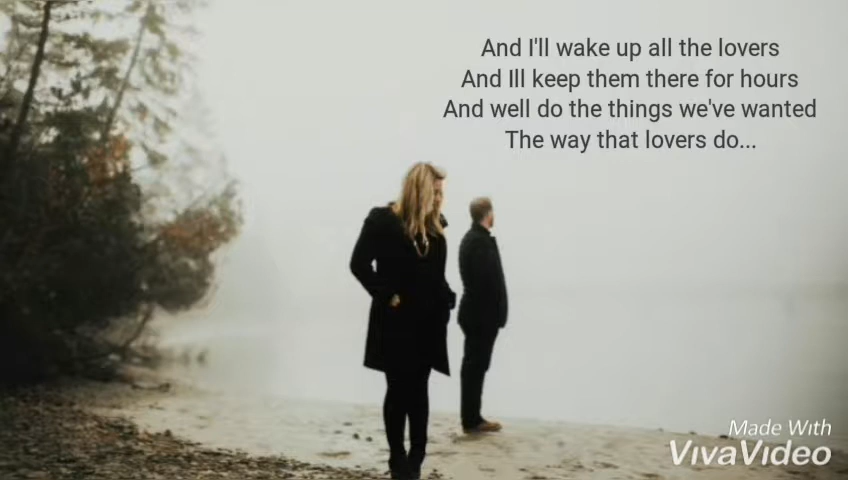 And I'll wake up all the lovers
And Ill keep them there for hours
And well do the things we've wanted
The way that lovers do...
Made With
VivaVideo